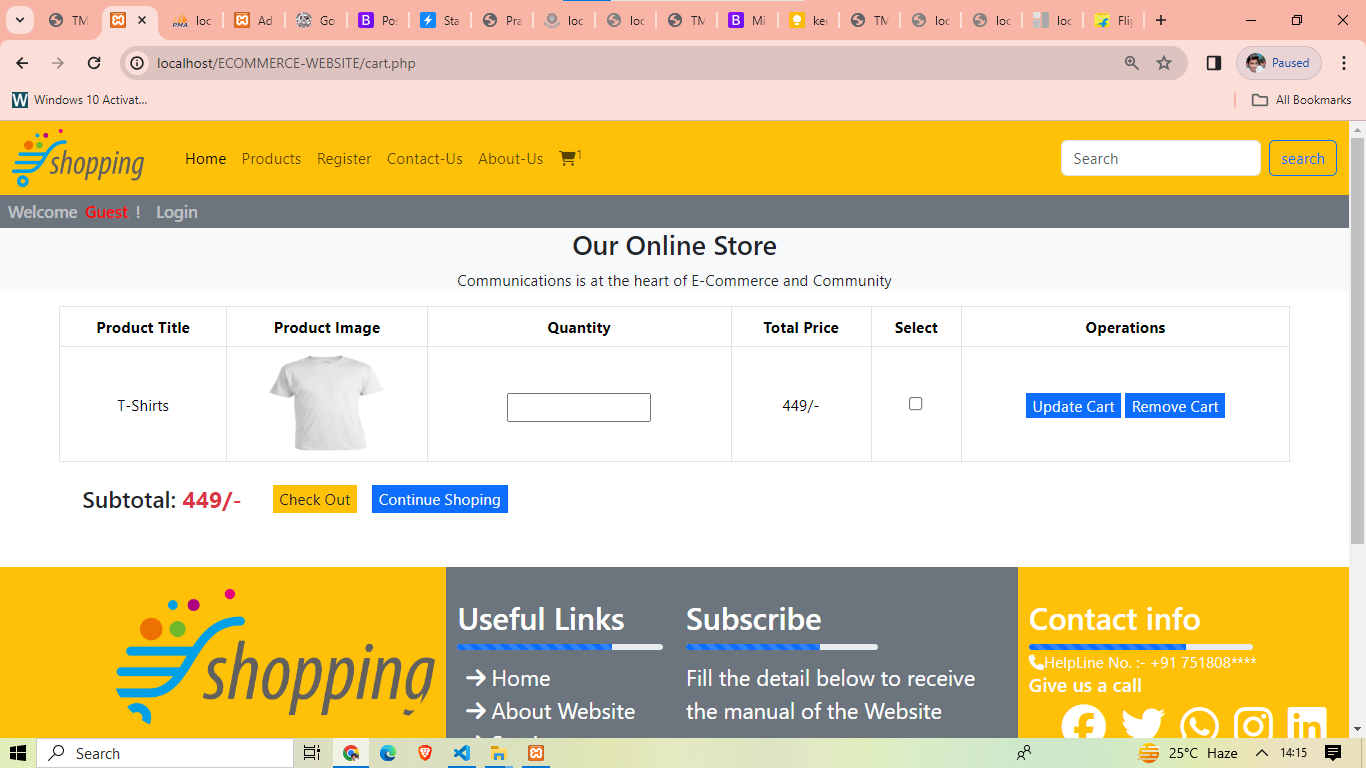 TM
loc
PMA
loc
Ad
Go
Po
Sta
Pra
loc
loc
TM
Mi
kee
TM
loc
loc
loc
Flip
localhost/ECOMMERCE-WEBSITE/cart.php
Paused
Windows 10 Activat...
All Bookmarks
shopping
Home Products Register Contact-Us About-Us 1
Search search
Welcome Guest ! Login
Our Online Store
Communications is at the heart of E-Commerce and Community
Product Title Product Image Quantity Total Price Select Operations
T-Shirts 449/- Update Cart Remove Cart
Subtotal: 449/- Check Out Continue Shoping
shopping
Useful Links
Home
About Website
Subscribe
Fill the detail below to receive
the manual of the Website
Contact info
HelpLine No. :- +91 751808****
Give us a call
Search
25°C Haze
14:15